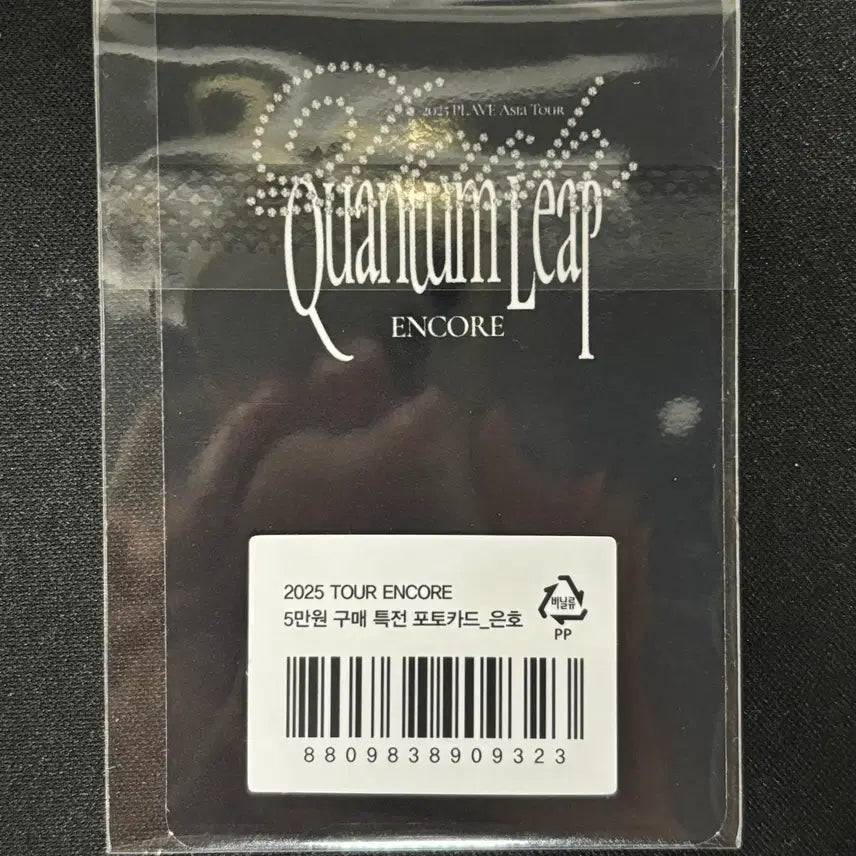 2025 PLAVE Asia Tour
Quantum Leap
ENCORE
2025 TOUR ENCORE
5만원 구매 특전 포토카드_은호
비닐류
PP
8809838909323